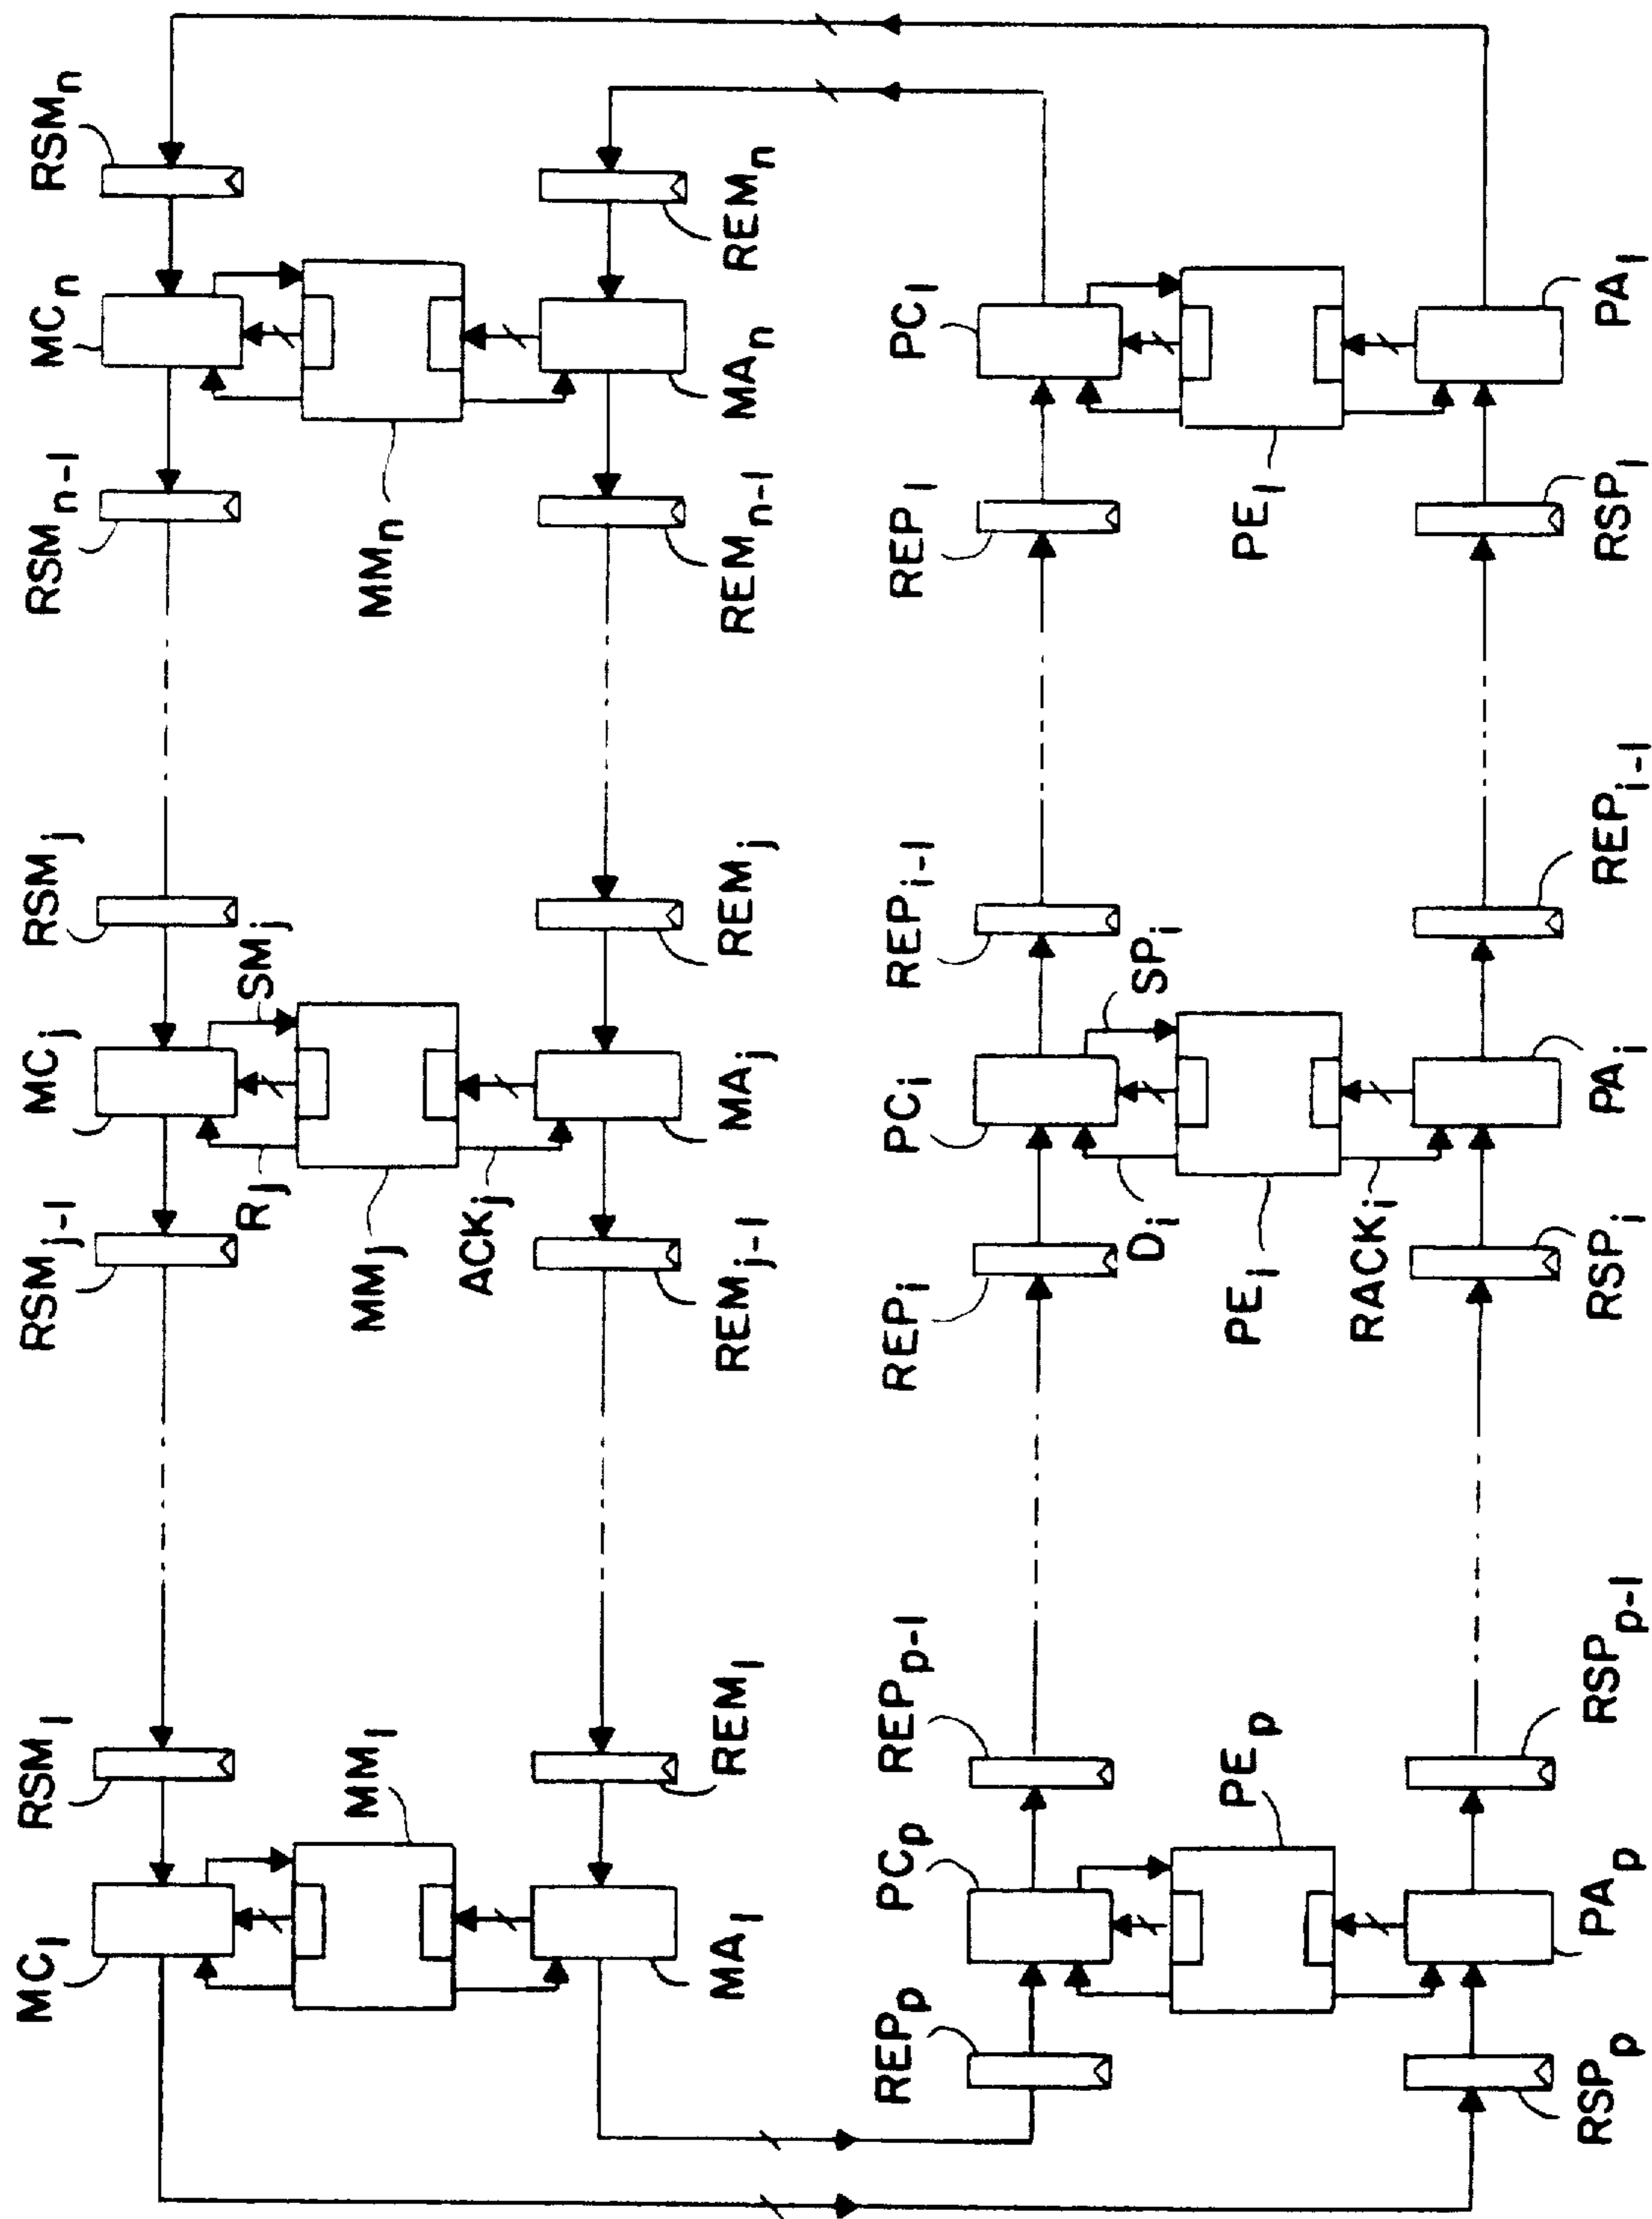 RSMn
MCn
RSMn-1
RSMj
MCj
RSMj-1
RSM1
MC1
SMj
Rj
MMn
MMj
MM1
ACKj
REMn
MAn
REMn-1
REMj
MAj
REMj-1
REM1
MA1
PC1
REP1
REPi-1
PCi
REPi
REPp-1
PCp
REPp
SPi
Di
PE1
PEi
PEp
RACKi
PA1
RSP1
REPi-1
PAi
RSPi
RSPp-1
PAp
RSPp